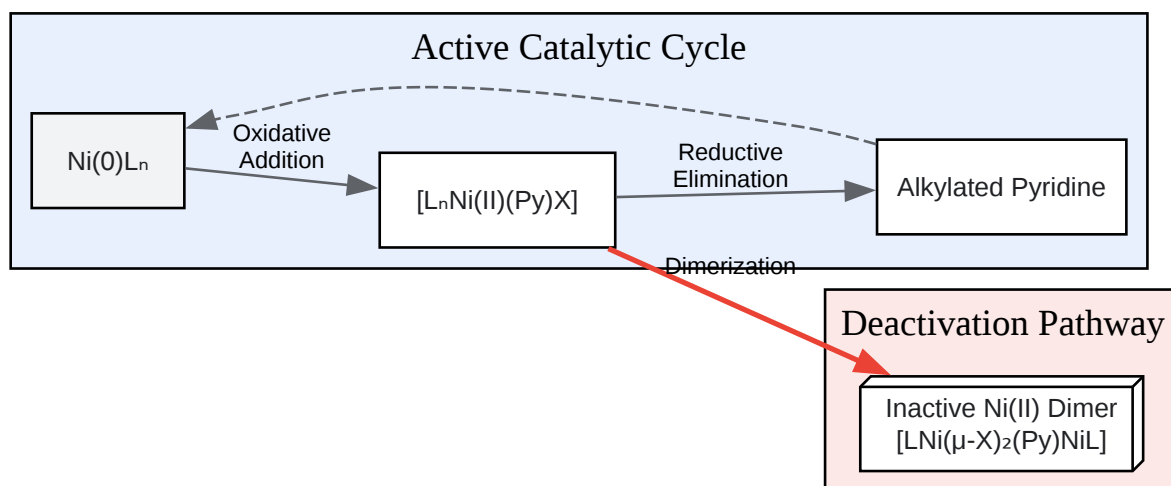 Active Catalytic Cycle
Ni(0)Lₙ
Oxidative
Addition
[LₙNi(II)(Py)X]
Reductive
Elimination
Alkylated Pyridine
Dimerization
Deactivation Pathway
Inactive Ni(II) Dimer
[LNi(μ-X)₂(Py)NiL]